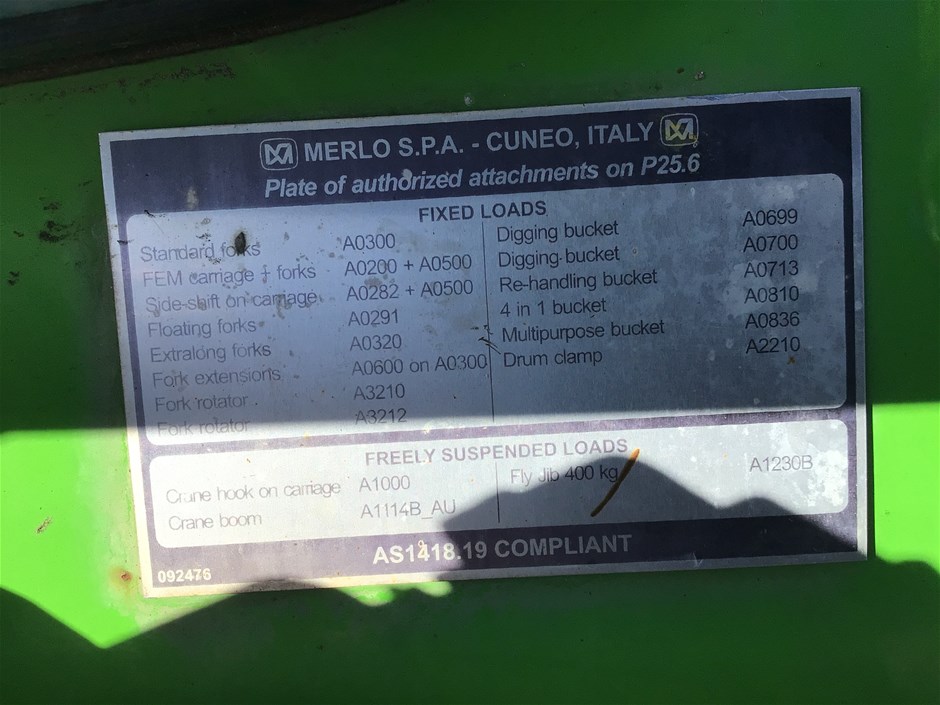 MERLO S.P.A. - CUNEO, ITALY
Plate of authorized attachments on P25.6
FIXED LOADS
Standard forks A0300
FEM carriage + forks A0200 + A0500
Side-shift on carriage A0282 + A0500
Floating forks A0291
Extralong forks A0320
Fork extensions A0600 on A0300
Fork rotator A3210
Fork rotator A3212
Digging bucket A0699
Digging bucket A0700
Re-handling bucket A0713
4 in 1 bucket A0810
Multipurpose bucket A0836
Drum clamp A2210
FREELY SUSPENDED LOADS
Crane hook on carriage A1000
Crane boom A1114B_AU
Fly Jib 400 kg A1230B
AS1418.19 COMPLIANT
092476